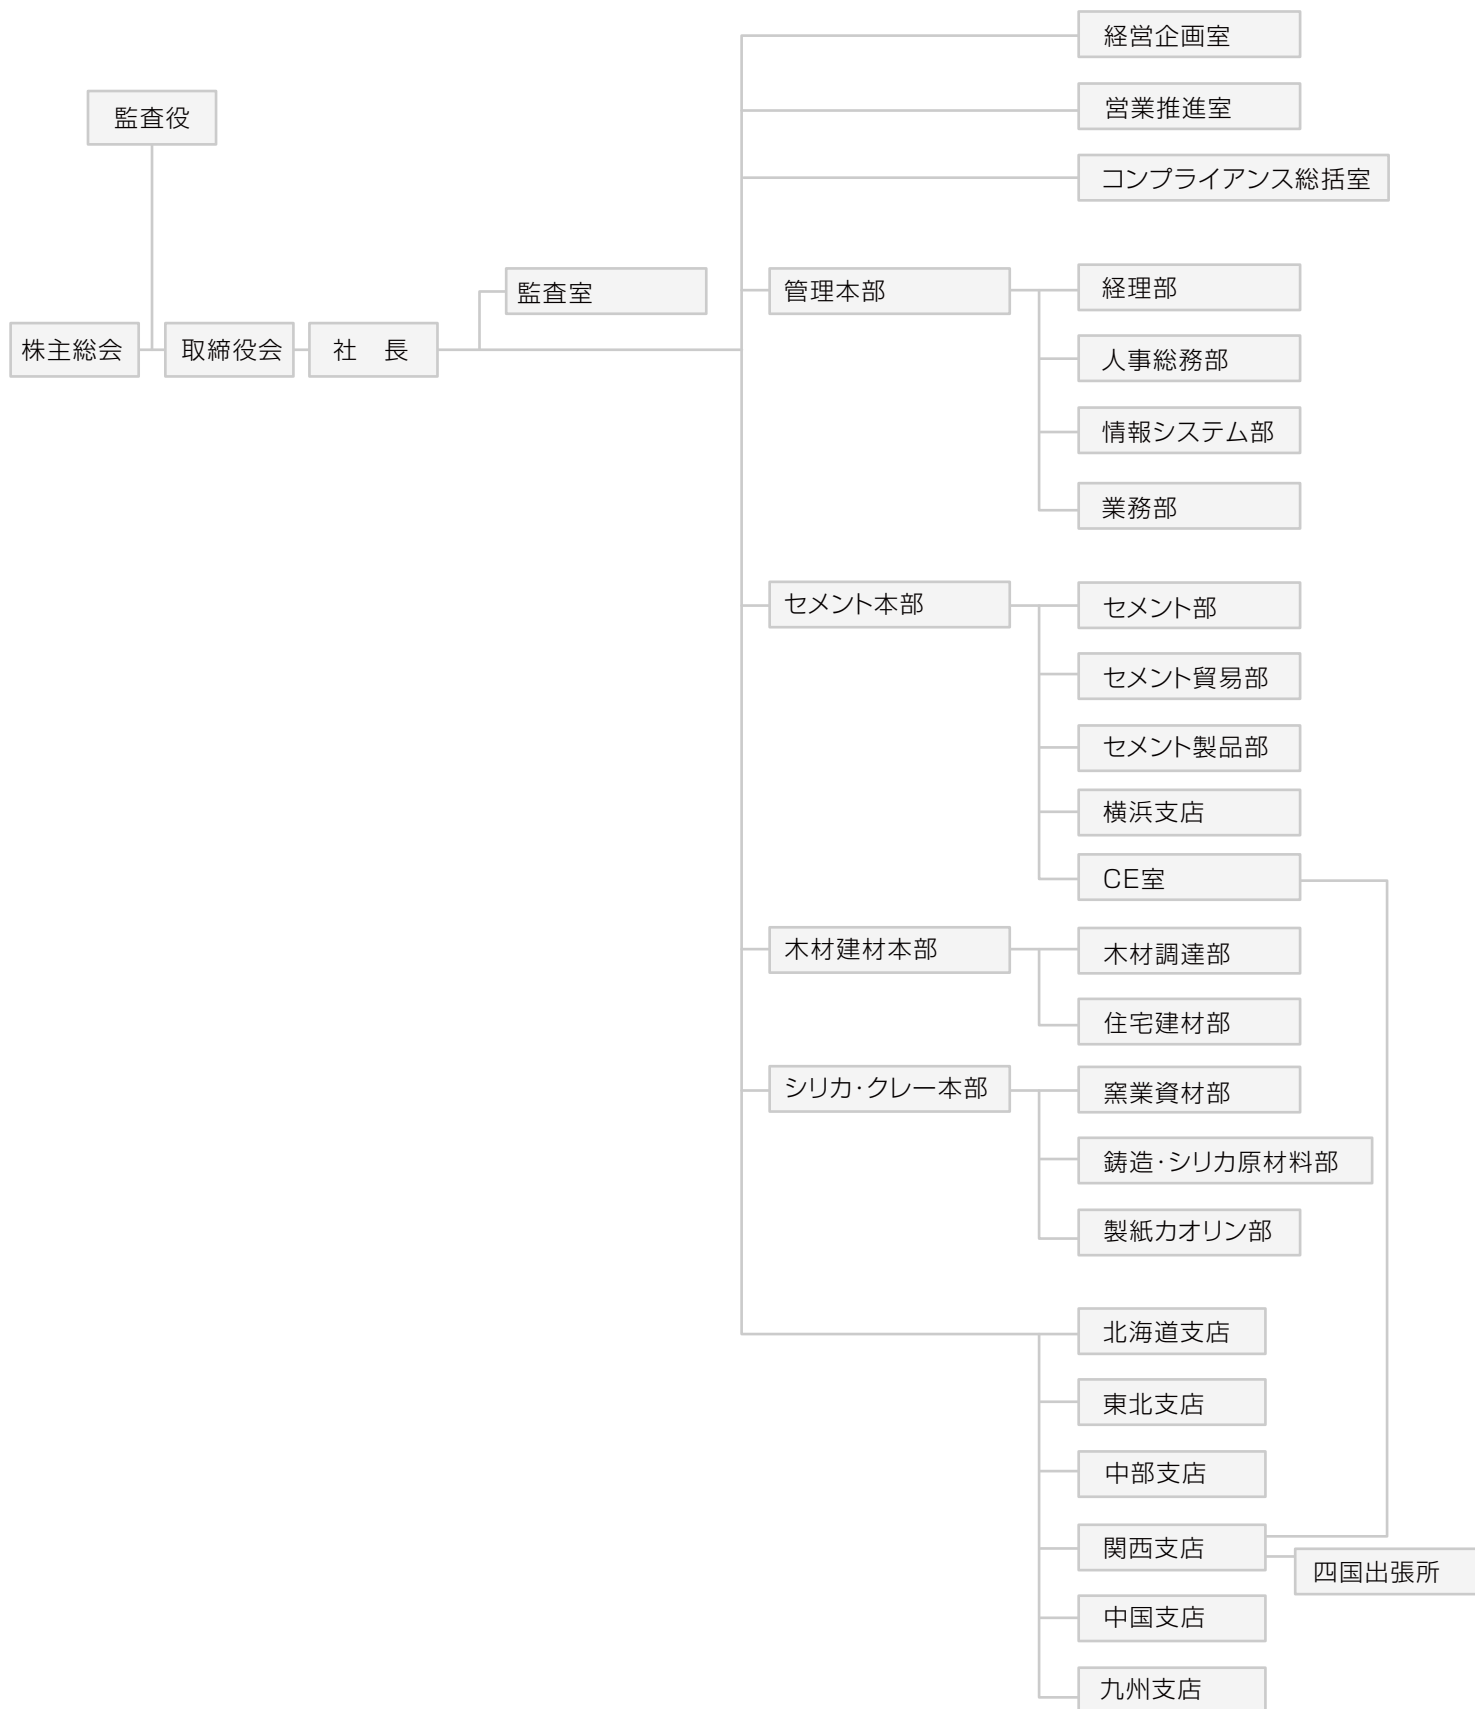 経営企画室
監査役
営業推進室
コンプライアンス総括室
監査室
管理本部
経理部
株主総会
取締役会
社　長
人事総務部
情報システム部
業務部
セメント本部
セメント部
セメント貿易部
セメント製品部
横浜支店
CE室
木材建材本部
木材調達部
住宅建材部
シリカ・クレー本部
窯業資材部
鋳造・シリカ原材料部
製紙カオリン部
北海道支店
東北支店
中部支店
関西支店
四国出張所
中国支店
九州支店